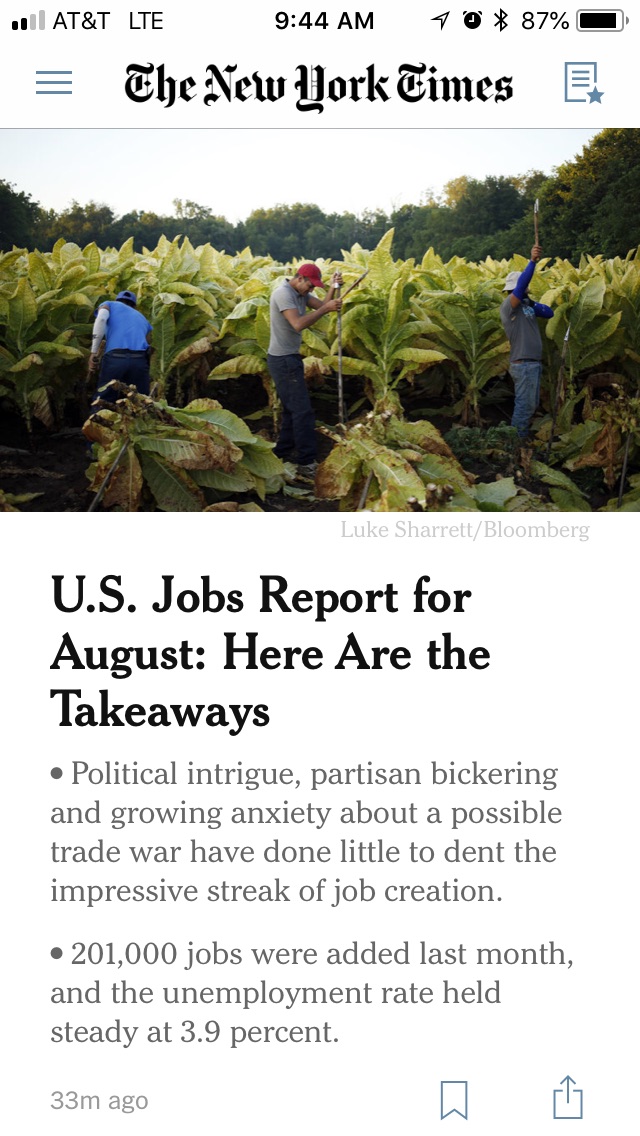 AT&T LTE 9:44 AM 87%
The New York Times
Luke Sharrett/Bloomberg
U.S. Jobs Report for
August: Here Are the
Takeaways
• Political intrigue, partisan bickering
and growing anxiety about a possible
trade war have done little to dent the
impressive streak of job creation.
• 201,000 jobs were added last month,
and the unemployment rate held
steady at 3.9 percent.
33m ago